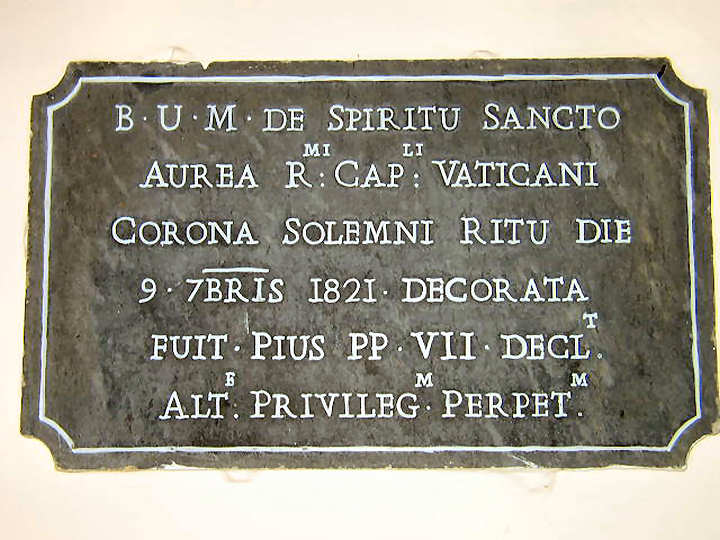 B·U·M·DE SPIRITU SANCTO
AUREA R:ᴹᴵ CAP:ᴸᴵ VATICANI
CORONA SOLEMNI RITU DIE
9·7BRIS 1821·DECORATA
FUIT·PIUS PP·VII·DECL.ᵀ
ALT.ᴱ PRIVILEG·ᴹ PERPET.ᴹ